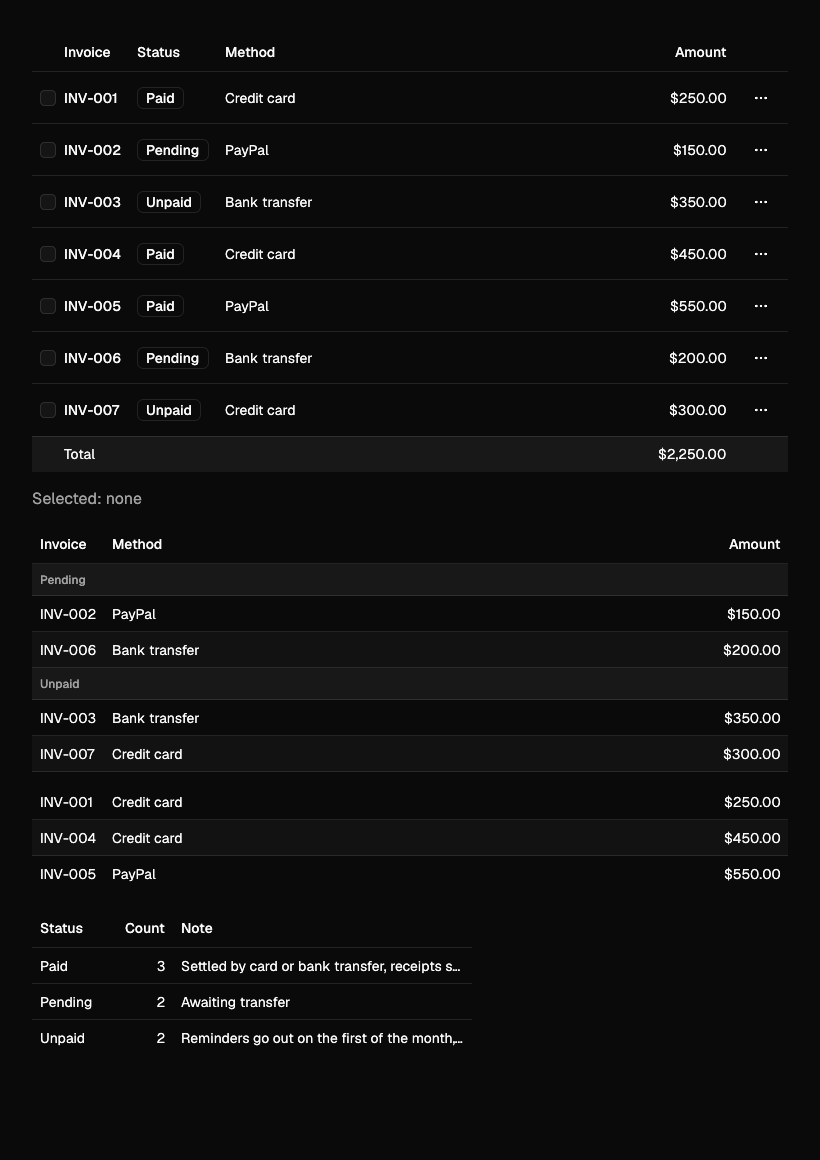 Invoice Status Method Amount
INV-001 Paid Credit card $250.00 ···
INV-002 Pending PayPal $150.00 ···
INV-003 Unpaid Bank transfer $350.00 ···
INV-004 Paid Credit card $450.00 ···
INV-005 Paid PayPal $550.00 ···
INV-006 Pending Bank transfer $200.00 ···
INV-007 Unpaid Credit card $300.00 ···
Total $2,250.00
Selected: none
Invoice Method Amount
Pending
INV-002 PayPal $150.00
INV-006 Bank transfer $200.00
Unpaid
INV-003 Bank transfer $350.00
INV-007 Credit card $300.00
INV-001 Credit card $250.00
INV-004 Credit card $450.00
INV-005 PayPal $550.00
Status Count Note
Paid 3 Settled by card or bank transfer, receipts s…
Pending 2 Awaiting transfer
Unpaid 2 Reminders go out on the first of the month,…